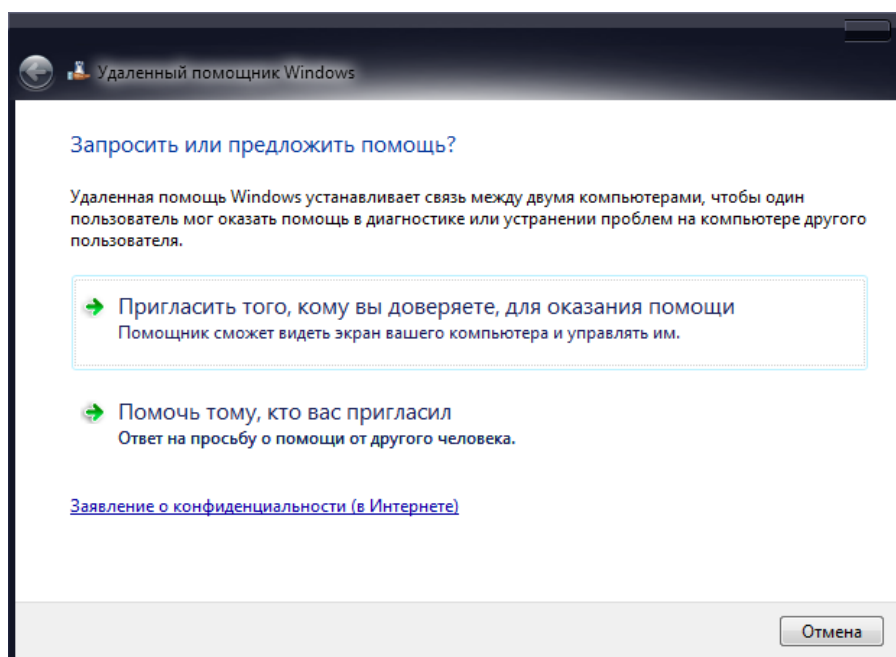 Удаленный помощник Windows
Запросить или предложить помощь?
Удаленная помощь Windows устанавливает связь между двумя компьютерами, чтобы один
пользователь мог оказать помощь в диагностике или устранении проблем на компьютере другого
пользователя.
Пригласить того, кому вы доверяете, для оказания помощи
Помощник сможет видеть экран вашего компьютера и управлять им.
Помочь тому, кто вас пригласил
Ответ на просьбу о помощи от другого человека.
Заявление о конфиденциальности (в Интернете)
Отмена